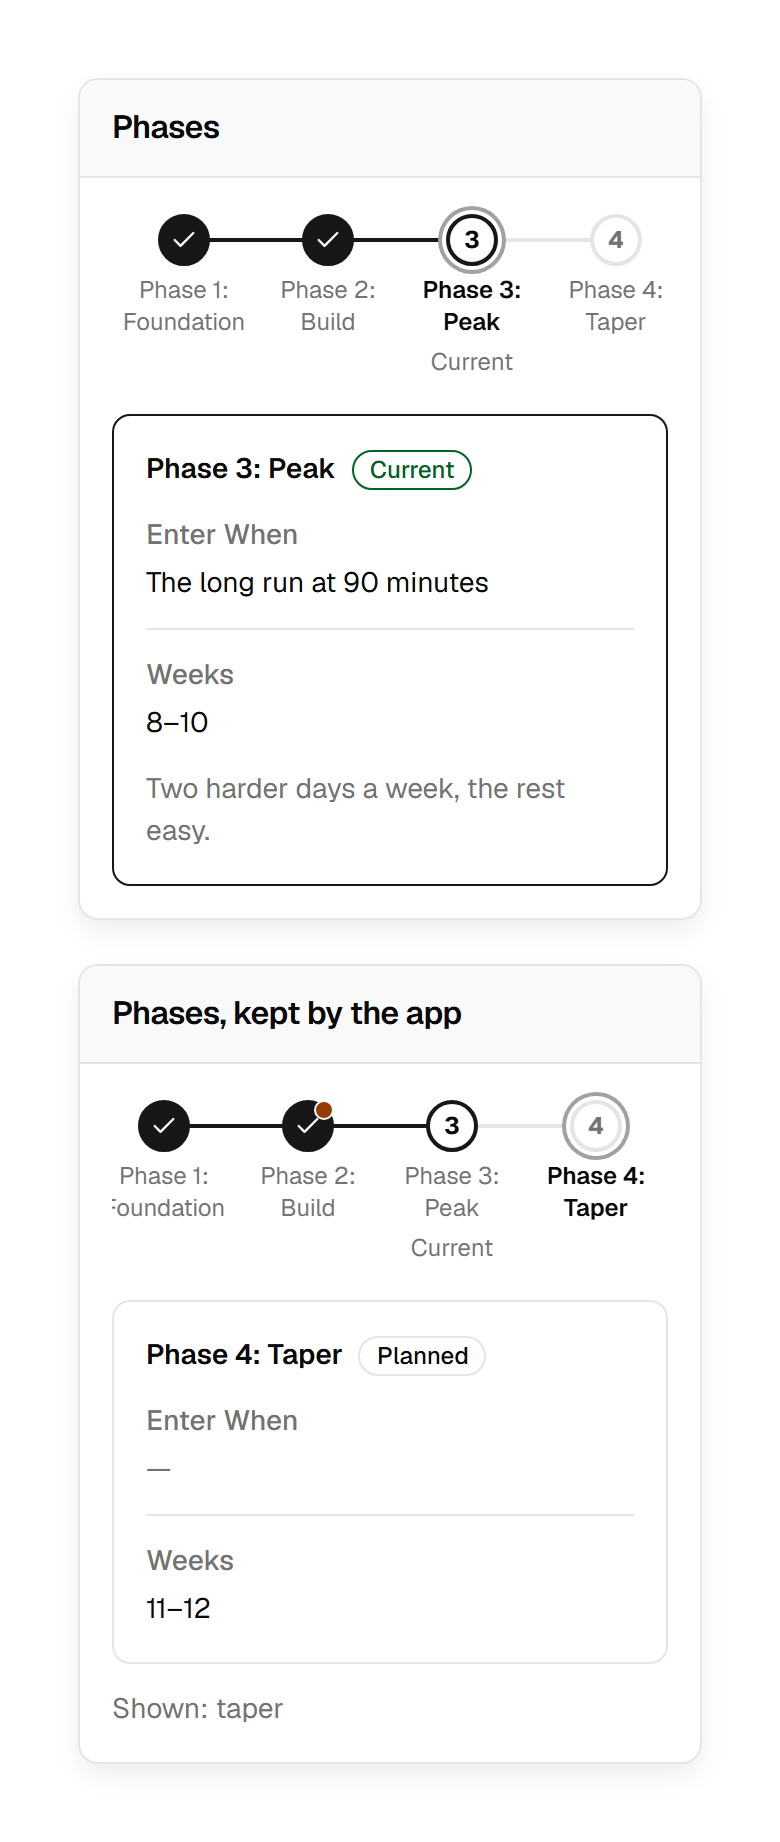 Phases
3
4
Phase 1:
Foundation
Phase 2:
Build
Phase 3:
Peak
Current
Phase 4:
Taper
Phase 3: Peak
Current
Enter When
The long run at 90 minutes
Weeks
8–10
Two harder days a week, the rest
easy.
Phases, kept by the app
3
4
Phase 1:
Foundation
Phase 2:
Build
Phase 3:
Peak
Current
Phase 4:
Taper
Phase 4: Taper
Planned
Enter When
—
Weeks
11–12
Shown: taper